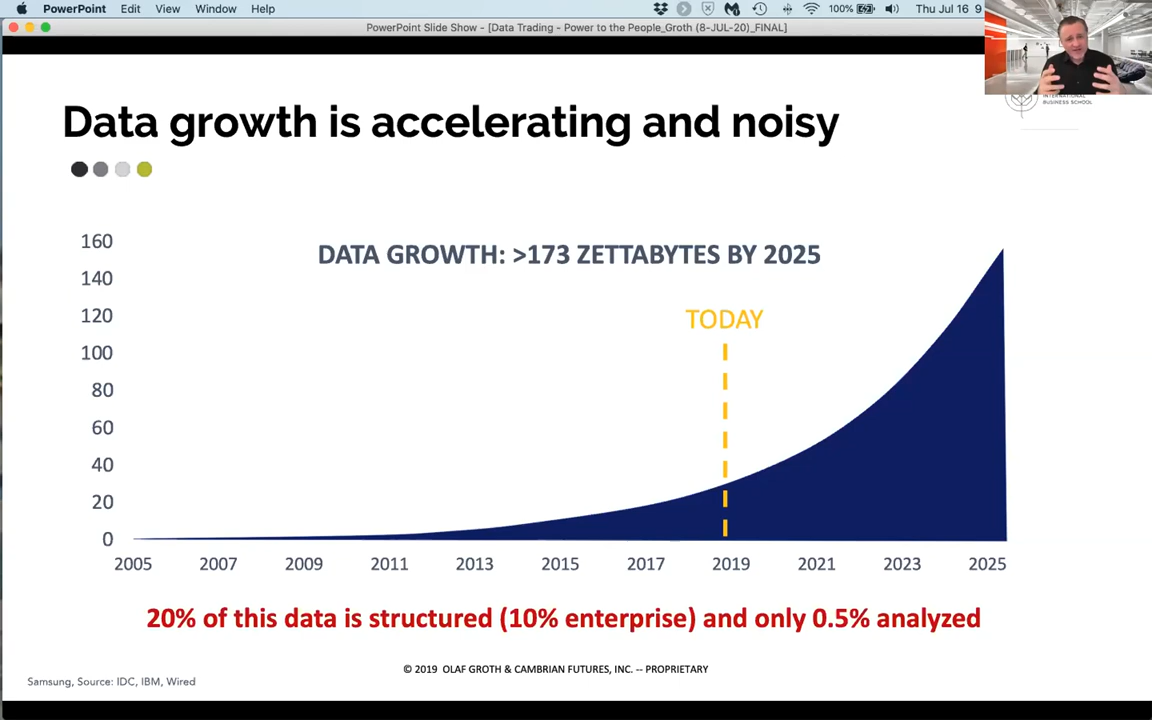 PowerPoint Edit View Window Help 100% Thu Jul 16 9
PowerPoint Slide Show - [Data Trading - Power to the People_Groth (8-JUL-20)_FINAL]
INTERNATIONAL
BUSINESS SCHOOL
Data growth is accelerating and noisy
DATA GROWTH: >173 ZETTABYTES BY 2025
TODAY
160
140
120
100
80
60
40
20
0
2005 2007 2009 2011 2013 2015 2017 2019 2021 2023 2025
20% of this data is structured (10% enterprise) and only 0.5% analyzed
© 2019 OLAF GROTH & CAMBRIAN FUTURES, INC. -- PROPRIETARY
Samsung, Source: IDC, IBM, Wired